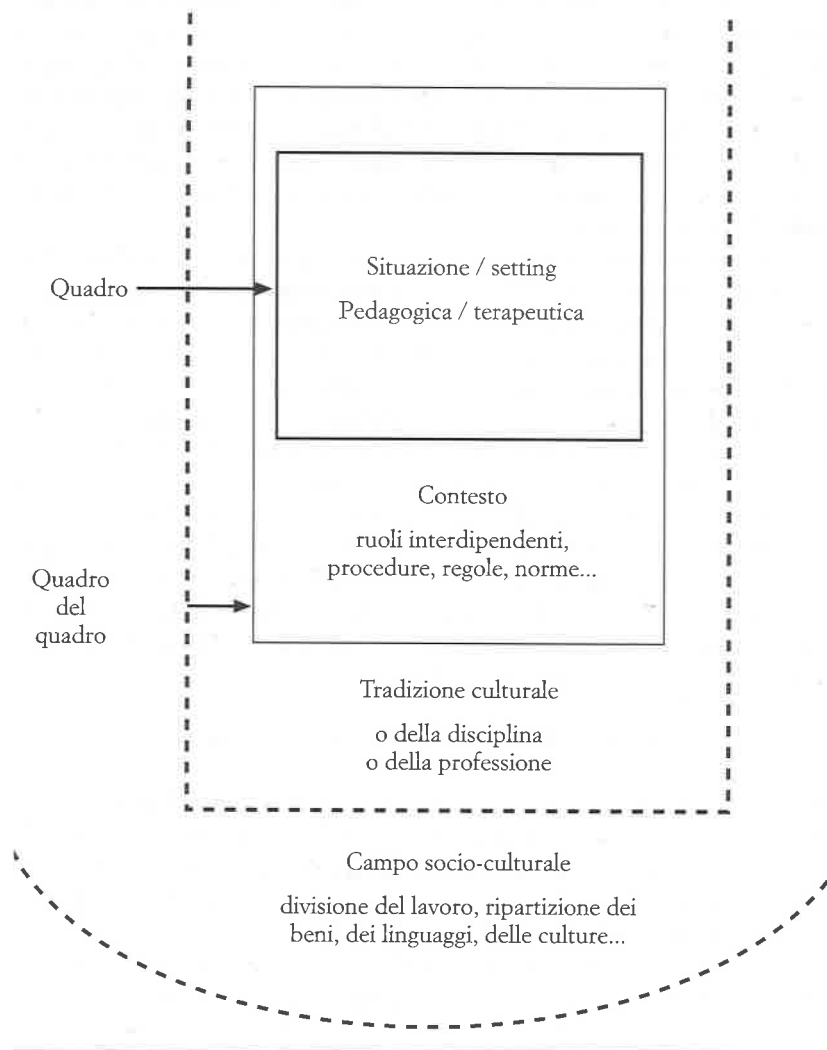 Situazione / setting
Quadro
Pedagogica / terapeutica
Contesto
ruoli interdipendenti,
procedure, regole, norme...
Quadro
del
quadro
Tradizione culturale
o della disciplina
o della professione
Campo socio-culturale
divisione del lavoro, ripartizione dei
beni, dei linguaggi, delle culture...